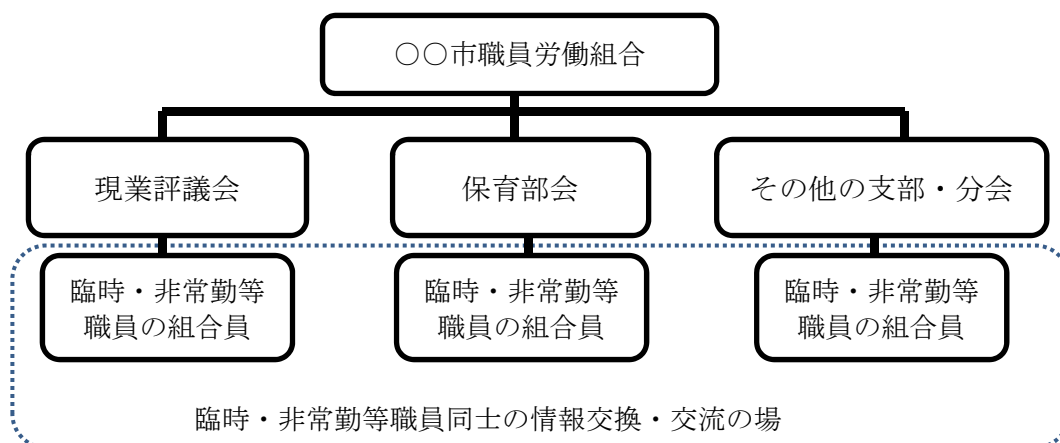 〇〇市職員労働組合
現業評議会
保育部会
その他の支部・分会
臨時・非常勤等
職員の組合員
臨時・非常勤等
職員の組合員
臨時・非常勤等
職員の組合員
臨時・非常勤等職員同士の情報交換・交流の場